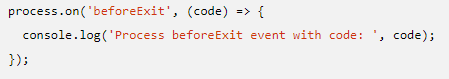 process.on('beforeExit', (code) => {
  console.log('Process beforeExit event with code: ', code);
});